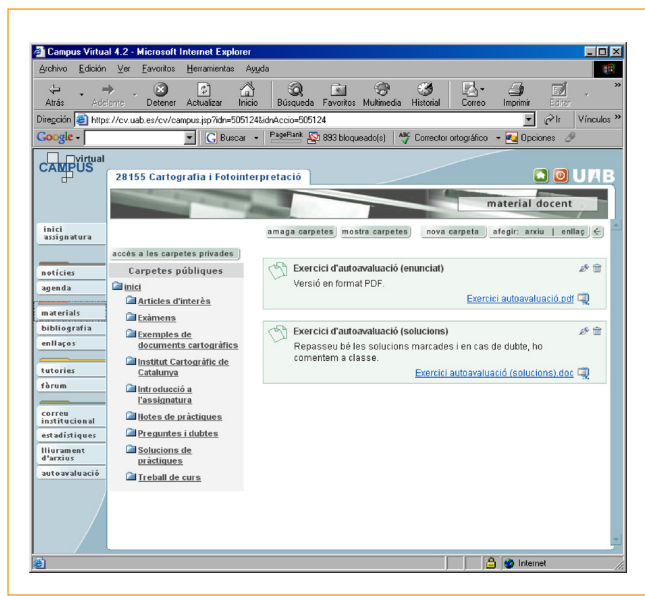 Campus Virtual 4.2 - Microsoft Internet Explorer
Archivo Edición Ver Favoritos Herramientas Ayuda
Atrás Adelante Detener Actualizar Inicio Búsqueda Favoritos Multimedia Historial Correo Imprimir Editar
Dirección https://cv.uab.es/cv/campus.jsp?idn=505124&idnAccio=505124 Ir Vínculos »
Google Buscar PageRank 893 bloqueado(s) Corrector ortográfico Opciones
virtual
CAMPUS
28155 Cartografia i Fotointerpretació
UAB
material docent
inici
assignatura
notícies
agenda
materials
bibliografia
enllaços
tutories
fòrum
correu
institucional
estadístiques
lliurament
d'arxius
autoavaluació
amaga carpetes mostra carpetes nova carpeta afegir: arxiu | enllaç
accés a les carpetes privades
Carpetes públiques
inici
Articles d'interès
Exàmens
Exemples de
documents cartogràfics
Institut Cartogràfic de
Catalunya
Introducció a
l'assignatura
Notes de pràctiques
Preguntes i dubtes
Solucions de
pràctiques
Treball de curs
Exercici d'autoavaluació (enunciat)
Versió en format PDF.
Exercici autoavaluació.pdf
Exercici d'autoavaluació (solucions)
Repasseu bé les solucions marcades i en cas de dubte, ho
comentem a classe.
Exercici autoavaluació (solucions).doc
Internet